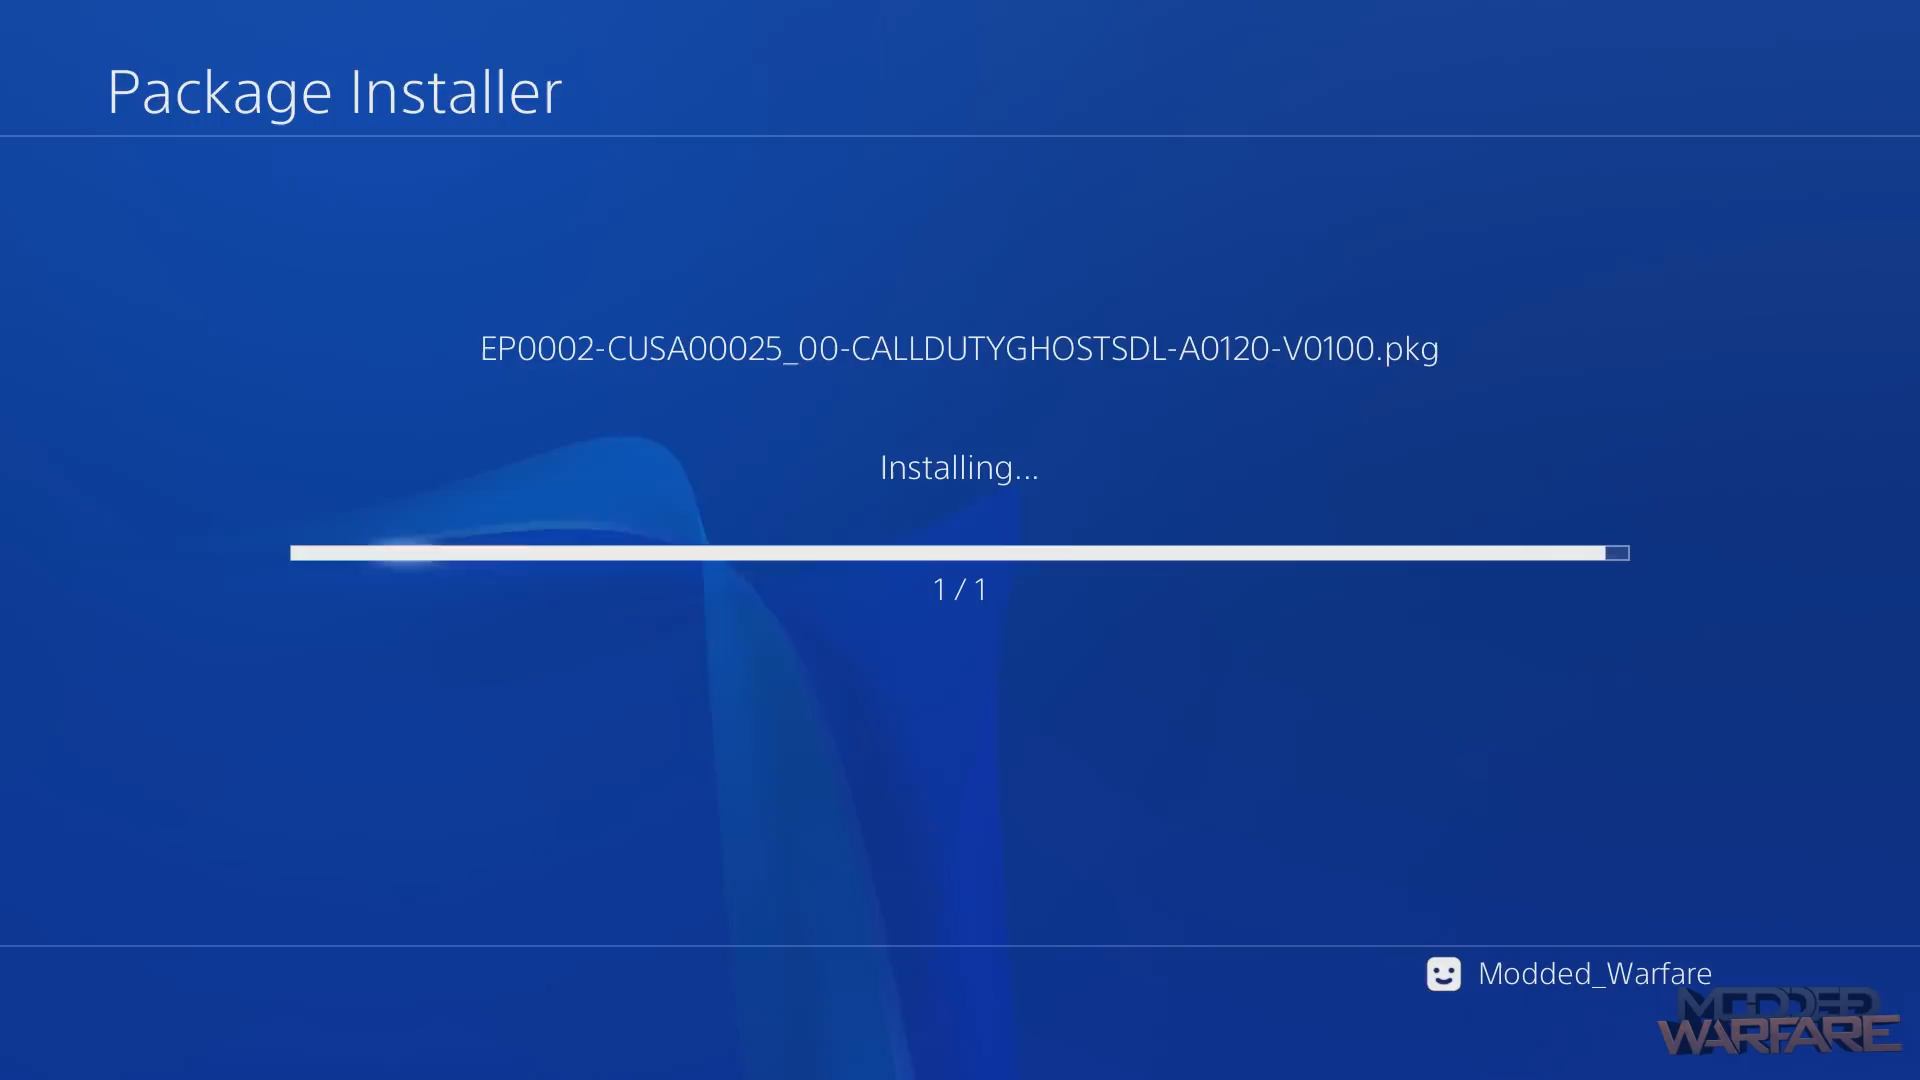 Package Installer
EP0002-CUSA00025_00-CALLDUTYGHOSTSDL-A0120-V0100.pkg
Installing...
1 / 1
Modded_Warfare
MODDED
WARFARE